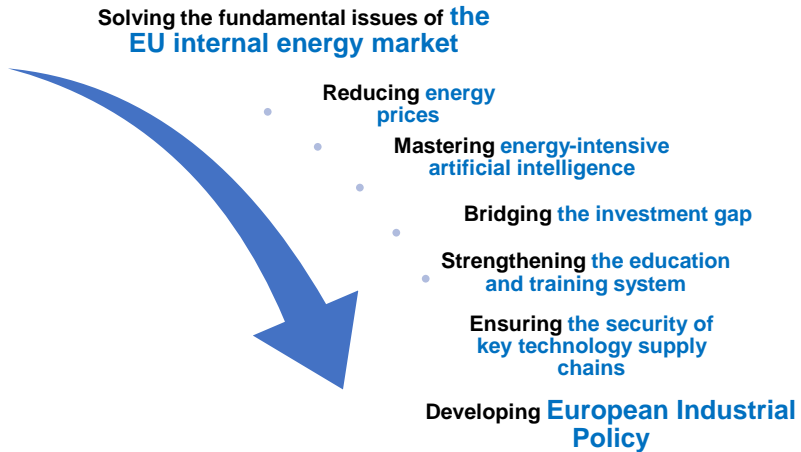 Solving the fundamental issues of the
EU internal energy market
Reducing energy
prices
Mastering energy-intensive
artificial intelligence
Bridging the investment gap
Strengthening the education
and training system
Ensuring the security of
key technology supply
chains
Developing European Industrial
Policy